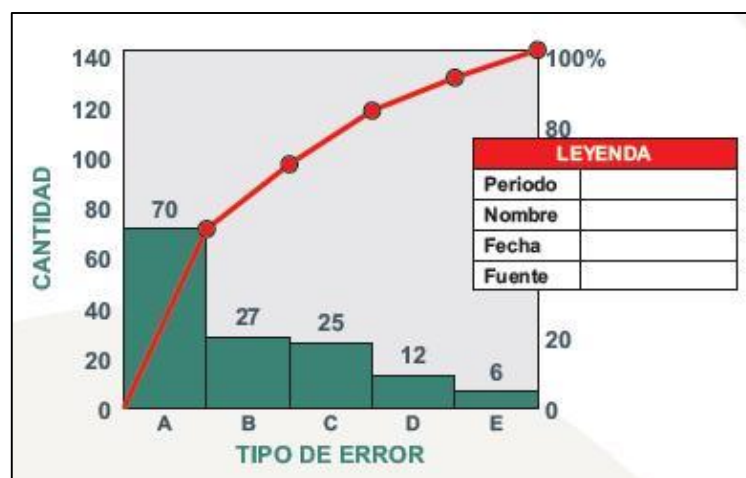 140
120
100
80
60
40
20
0
CANTIDAD
70
27
25
12
6
A
B
C
D
E
TIPO DE ERROR
100%
80
20
0
LEYENDA
Periodo
Nombre
Fecha
Fuente